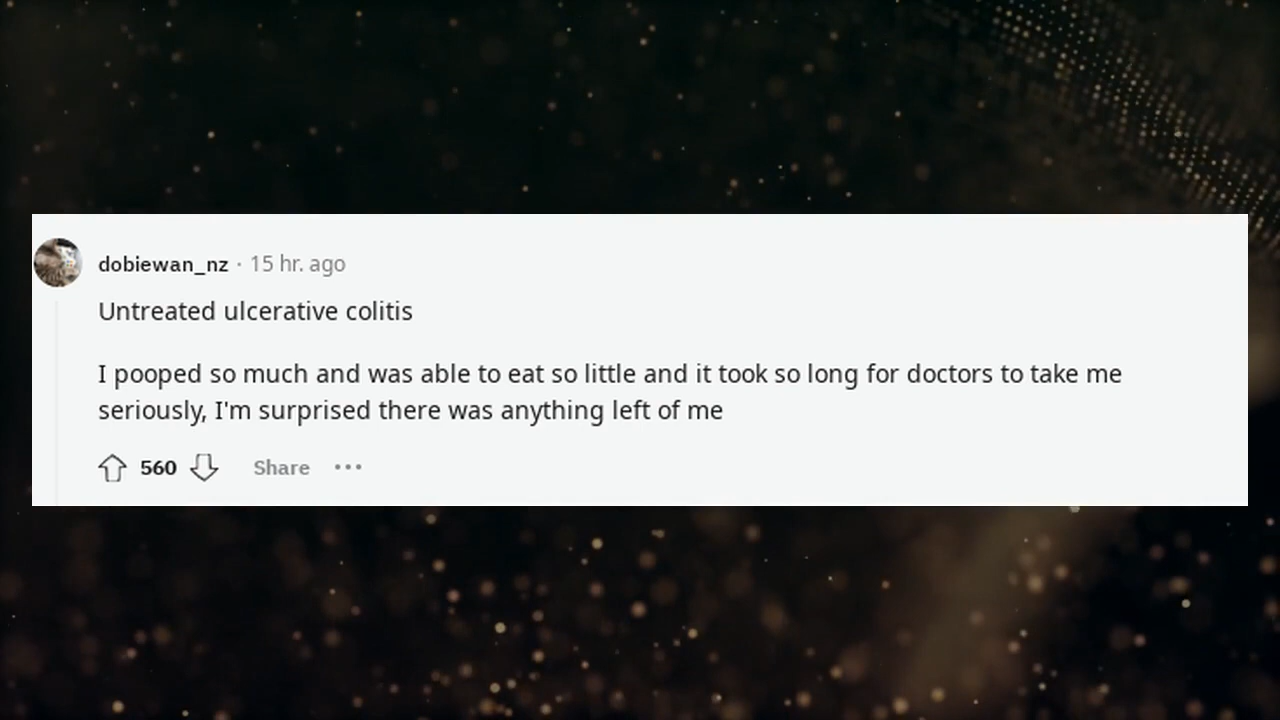 dobiewan_nz · 15 hr. ago
Untreated ulcerative colitis
I pooped so much and was able to eat so little and it took so long for doctors to take me
seriously, I'm surprised there was anything left of me
560 Share •••